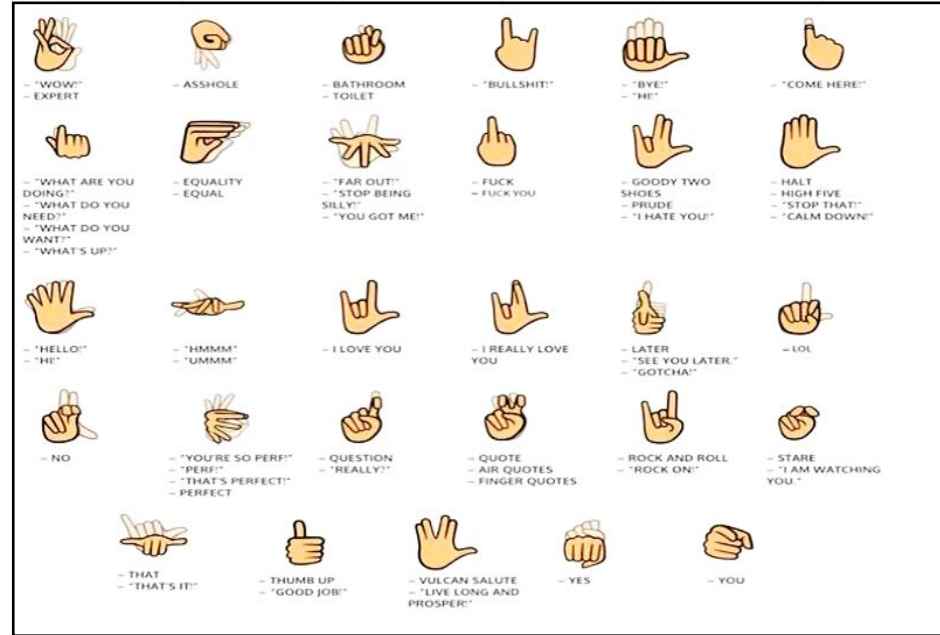 – "WOW!"
– EXPERT
– ASSHOLE
– BATHROOM
– TOILET
– "BULLSHIT!"
– "BYE!"
– "HI!"
– "COME HERE!"
– "WHAT ARE YOU
DOING?"
– "WHAT DO YOU
NEED?"
– "WHAT DO YOU
WANT?"
– "WHAT'S UP?"
– EQUALITY
– EQUAL
– "FAR OUT!"
– "STOP BEING
SILLY!"
– "YOU GOT ME!"
– FUCK
– FUCK YOU
– GOODY TWO
SHOES
– PRUDE
– "I HATE YOU!"
– HALT
– HIGH FIVE
– "STOP THAT!"
– "CALM DOWN!"
– "HELLO!"
– "HI!"
– "HMMM"
– "UMMM"
– I LOVE YOU
– I REALLY LOVE
YOU
– LATER
– "SEE YOU LATER."
– "GOTCHA!"
– LOL
– NO
– "YOU'RE SO PERF!"
– "PERF!"
– "THAT'S PERFECT!"
– PERFECT
– QUESTION
– "REALLY?"
– QUOTE
– AIR QUOTES
– FINGER QUOTES
– ROCK AND ROLL
– "ROCK ON!"
– STARE
– "I AM WATCHING
YOU."
– THAT
– "THAT'S IT!"
– THUMB UP
– "GOOD JOB!"
– VULCAN SALUTE
– "LIVE LONG AND
PROSPER!"
– YES
– YOU